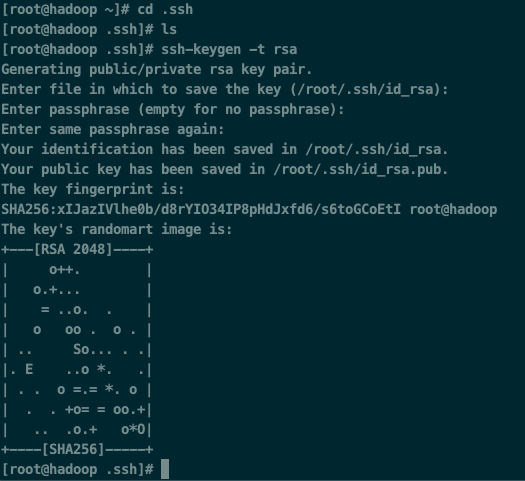 [root@hadoop ~]# cd .ssh
[root@hadoop .ssh]# ls
[root@hadoop .ssh]# ssh-keygen -t rsa
Generating public/private rsa key pair.
Enter file in which to save the key (/root/.ssh/id_rsa):
Enter passphrase (empty for no passphrase):
Enter same passphrase again:
Your identification has been saved in /root/.ssh/id_rsa.
Your public key has been saved in /root/.ssh/id_rsa.pub.
The key fingerprint is:
SHA256:xIJazIVlhe0b/d8rYIO34IP8pHdJxfd6/s6toGCoEtI root@hadoop
The key's randomart image is:
+---[RSA 2048]----+
|     o++.        |
|   o.+...        |
|    = ..o.  .    |
|   o   oo .  o . |
| ..     So... . .|
|. E    ..o *.   .|
| . .  o =.= *. o |
|  .  . +o= = oo.+|
|   ..  .o.+   o*O|
+----[SHA256]-----+
[root@hadoop .ssh]#